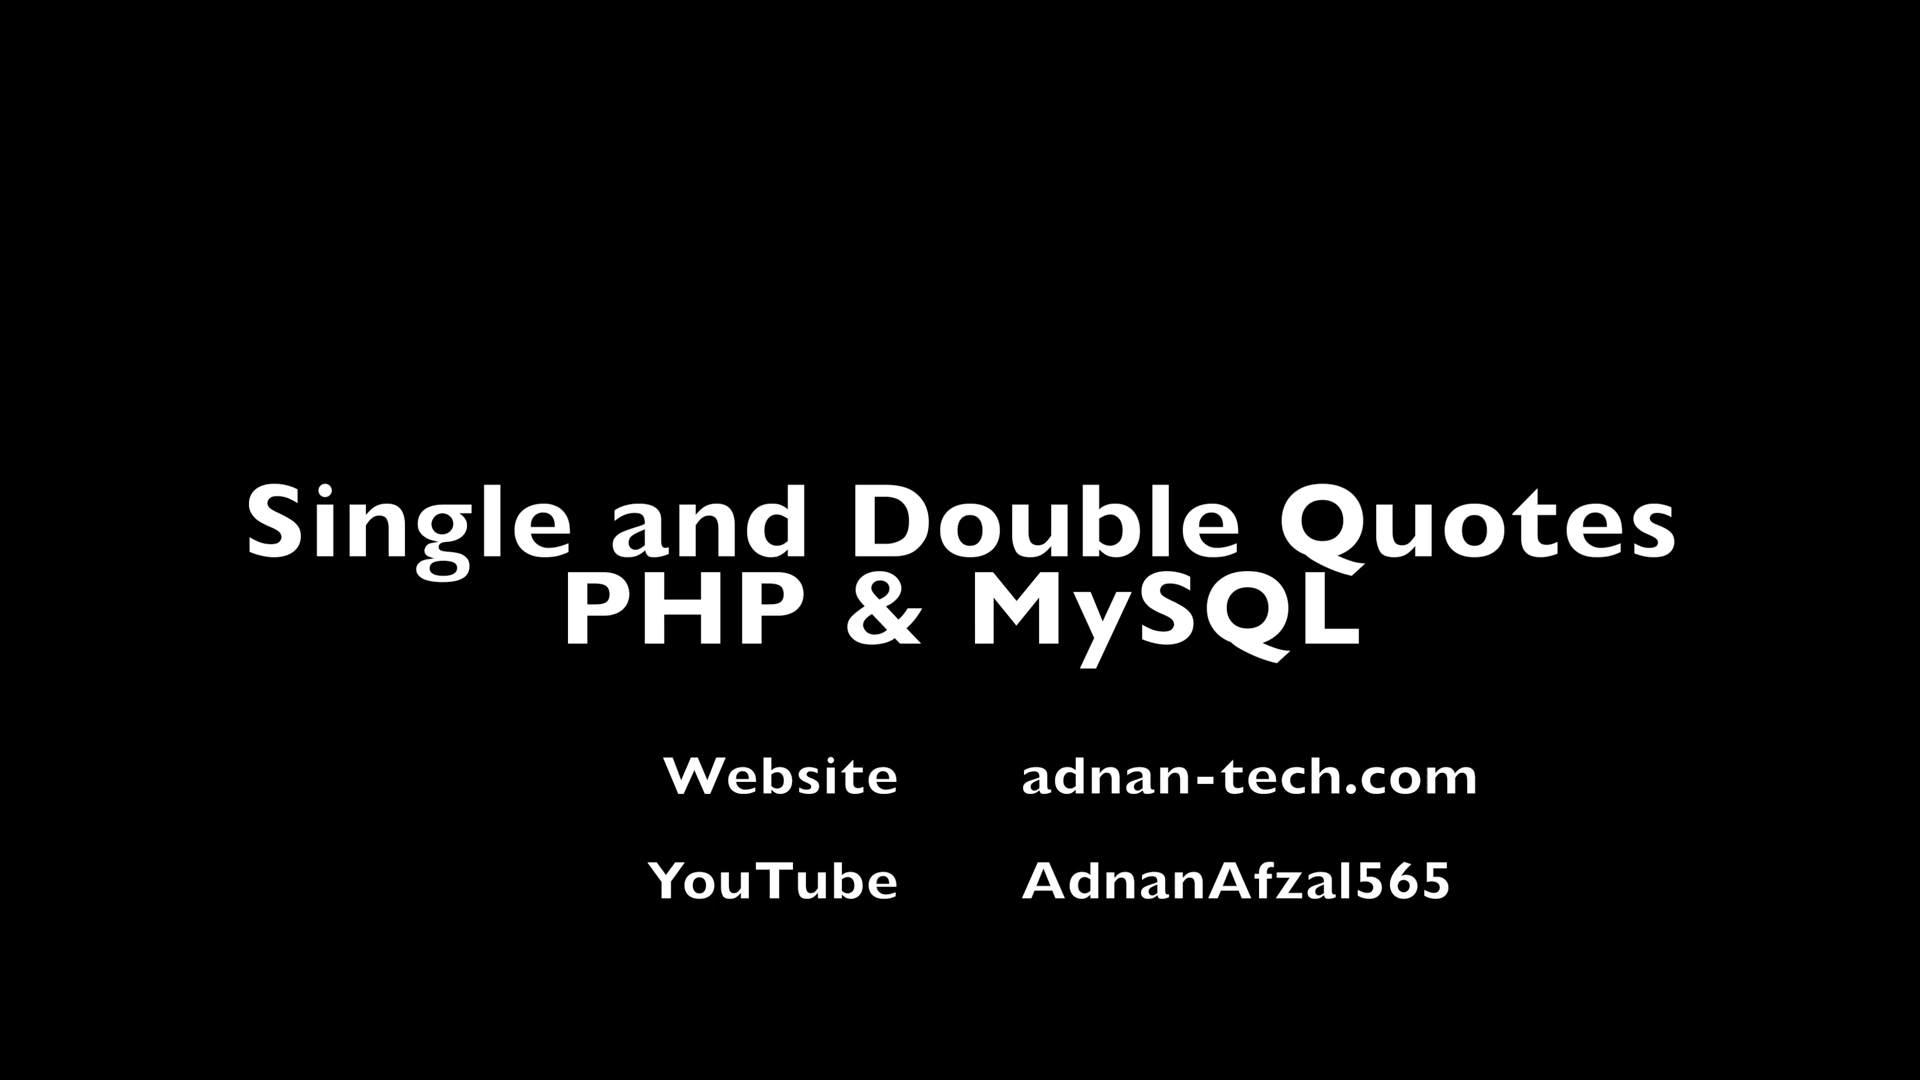 Single and Double Quotes
PHP & MySQL
Website adnan-tech.com
YouTube AdnanAfzal565